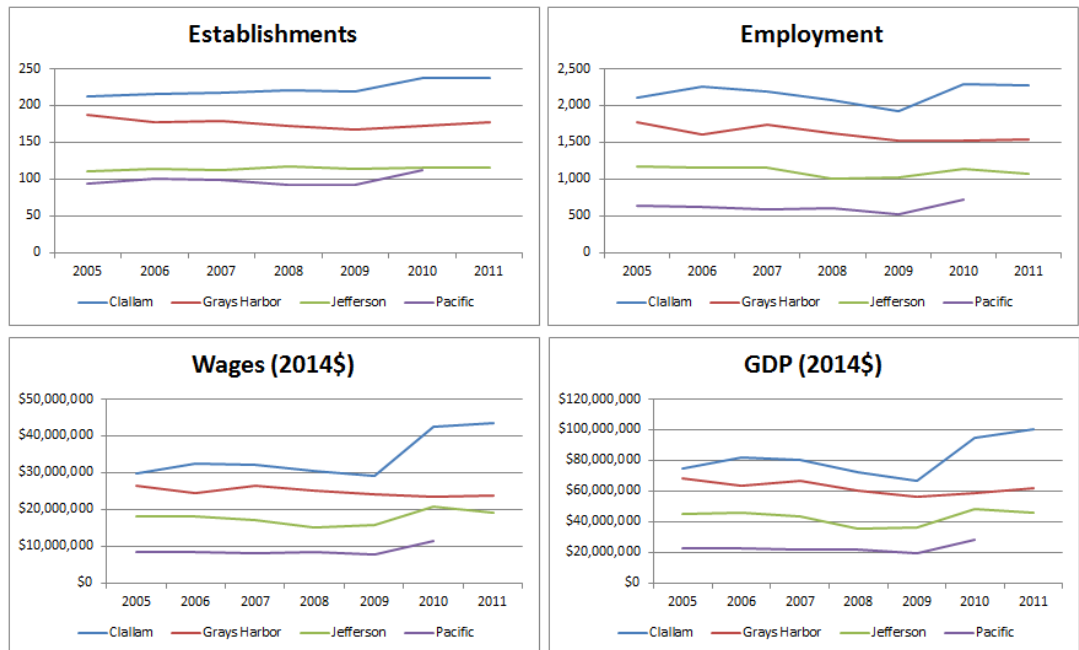 Establishments
250
200
150
100
50
0
2005 2006 2007 2008 2009 2010 2011
Clallam Grays Harbor Jefferson Pacific
Employment
2,500
2,000
1,500
1,000
500
0
2005 2006 2007 2008 2009 2010 2011
Clallam Grays Harbor Jefferson Pacific
Wages (2014$)
$50,000,000
$40,000,000
$30,000,000
$20,000,000
$10,000,000
$0
2005 2006 2007 2008 2009 2010 2011
Clallam Grays Harbor Jefferson Pacific
GDP (2014$)
$120,000,000
$100,000,000
$80,000,000
$60,000,000
$40,000,000
$20,000,000
$0
2005 2006 2007 2008 2009 2010 2011
Clallam Grays Harbor Jefferson Pacific